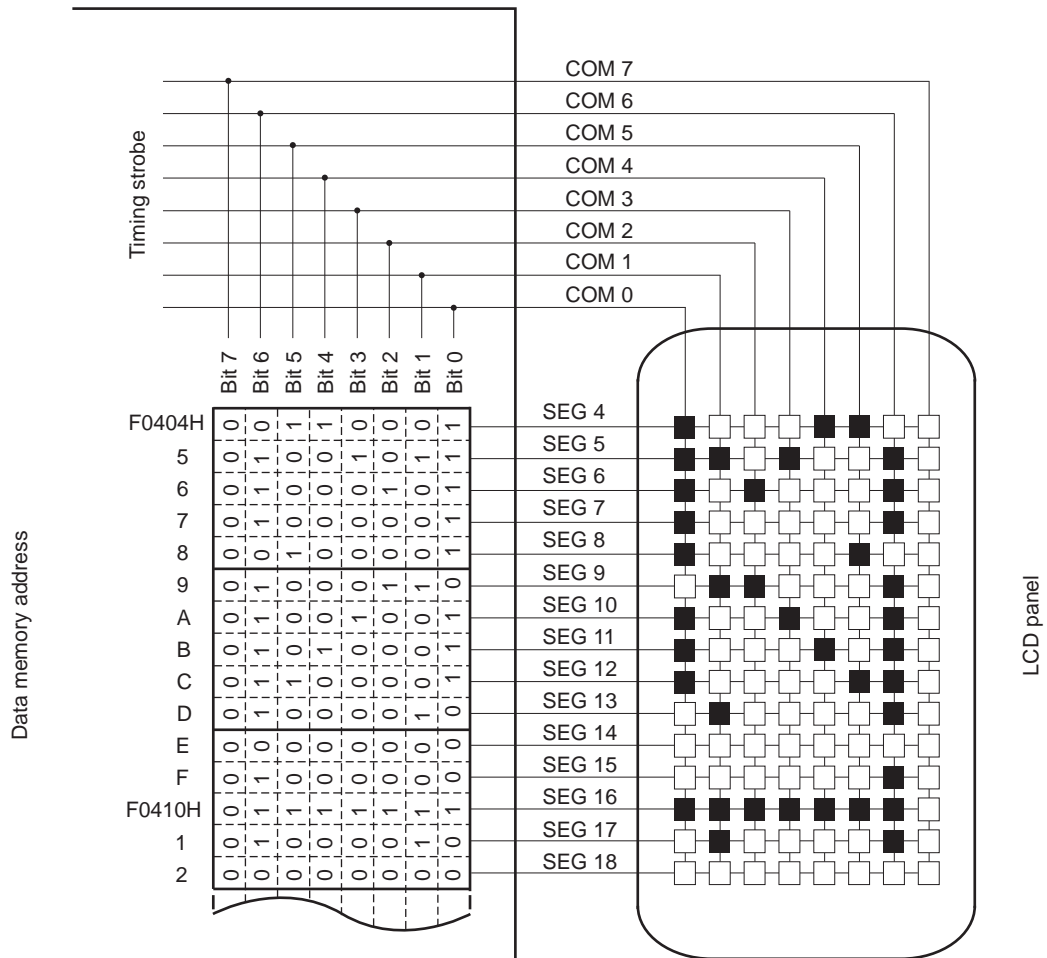 COM 7
COM 6
COM 5
COM 4
COM 3
COM 2
COM 1
COM 0
Timing strobe
Bit 7 Bit 6 Bit 5 Bit 4 Bit 3 Bit 2 Bit 1 Bit 0
F0404H 0 0 1 1 0 0 0 1 SEG 4
5 0 1 0 0 1 0 1 1 SEG 5
6 0 1 0 0 0 1 0 1 SEG 6
7 0 1 0 0 0 0 0 1 SEG 7
8 0 0 1 0 0 0 0 1 SEG 8
9 0 1 0 0 0 1 1 0 SEG 9
A 0 1 0 0 1 0 0 1 SEG 10
B 0 1 0 1 0 0 0 1 SEG 11
C 0 1 1 0 0 0 0 1 SEG 12
D 0 1 0 0 0 0 1 0 SEG 13
E 0 0 0 0 0 0 0 0 SEG 14
F 0 1 0 0 0 0 0 0 SEG 15
F0410H 0 1 1 1 1 1 1 1 SEG 16
1 0 1 0 0 0 0 1 0 SEG 17
2 0 0 0 0 0 0 0 0 SEG 18
Data memory address
LCD panel